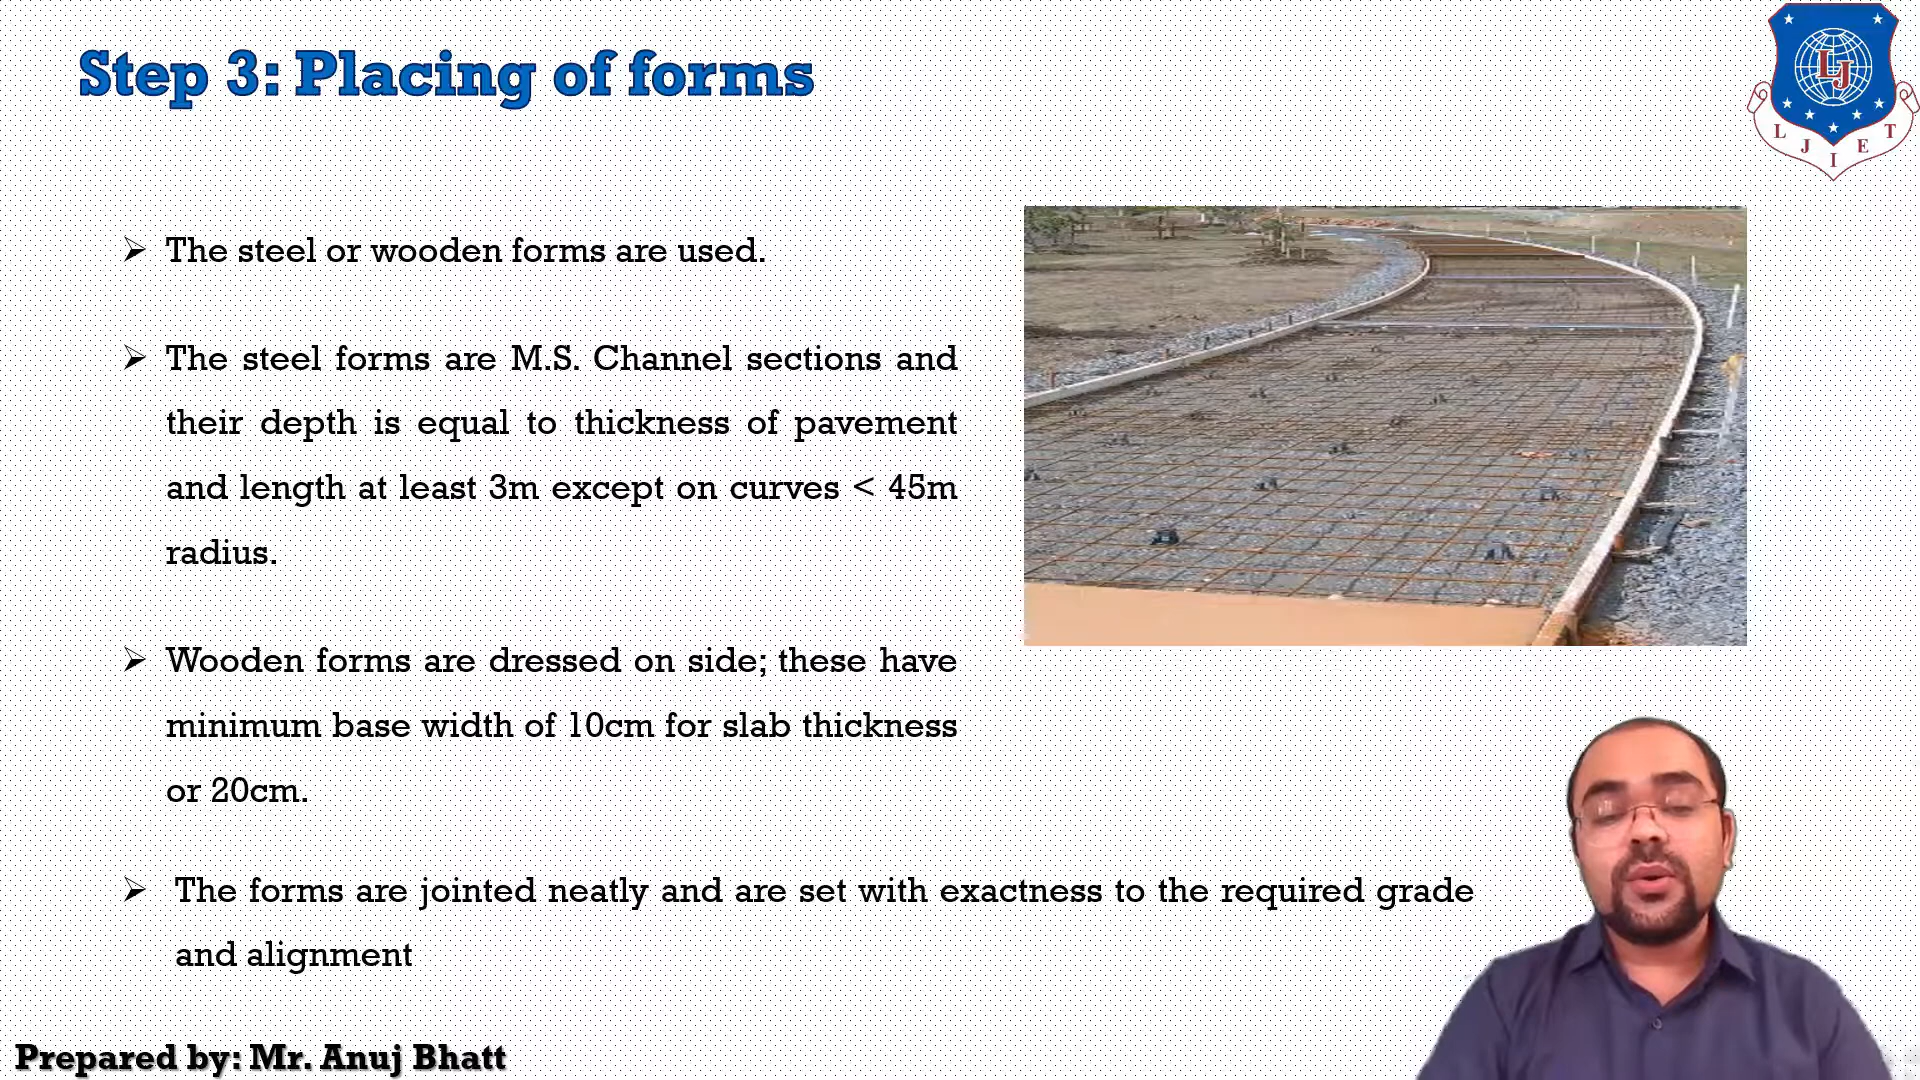 Step 3: Placing of forms
LJ
L J I E T
➢ The steel or wooden forms are used.
➢ The steel forms are M.S. Channel sections and
their depth is equal to thickness of pavement
and length at least 3m except on curves < 45m
radius.
➢ Wooden forms are dressed on side; these have
minimum base width of 10cm for slab thickness
or 20cm.
➢ The forms are jointed neatly and are set with exactness to the required grade
and alignment
Prepared by: Mr. Anuj Bhatt